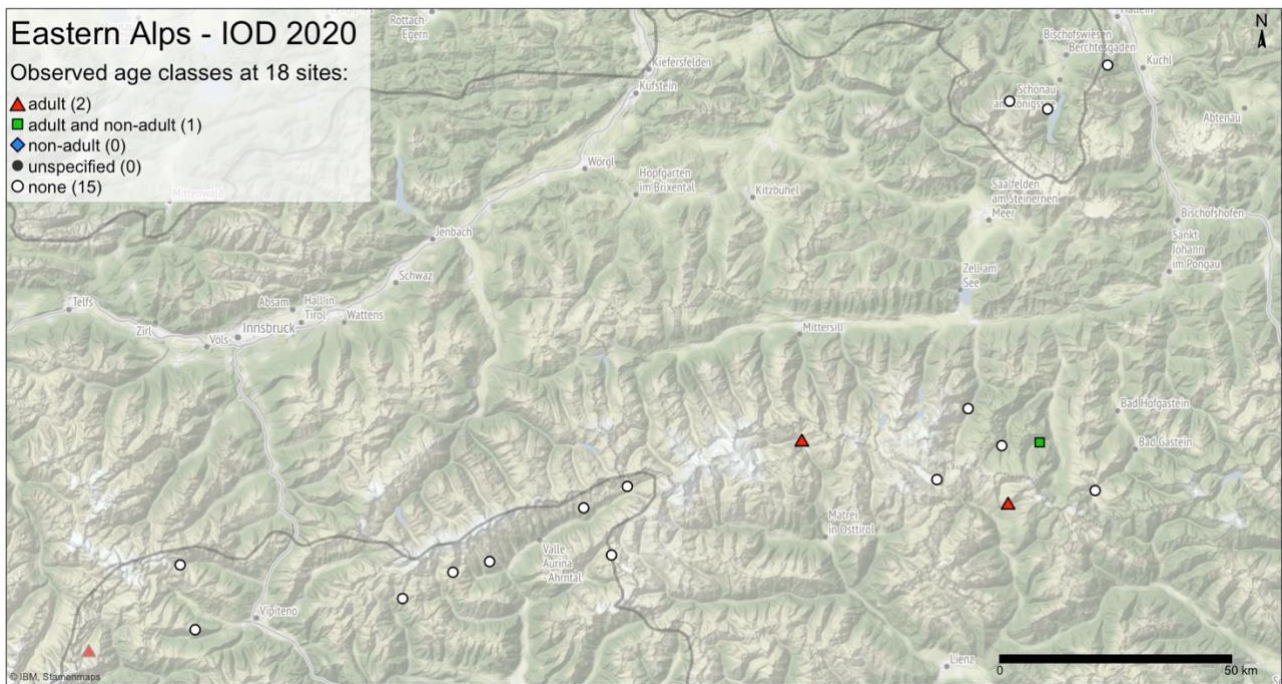 Eastern Alps - IOD 2020
Observed age classes at 18 sites:
adult (2)
adult and non-adult (1)
non-adult (0)
unspecified (0)
none (15)
N
Rottach-
Egern
Kiefersfelden
Kufstein
Bischofswiesen
Berchtesgaden
Kuchl
Schönau
am Königssee
Abtenau
Mittenwald
Wörgl
Hopfgarten
im Brixental
Kitzbühel
Saalfelden
am Steinernen
Meer
Bischofshofen
Sankt
Johann
im Pongau
Jenbach
Schwaz
Zell am
See
Telfs
Zirl
Absam
Hall in
Tirol
Wattens
Innsbruck
Völs
Mittersill
Bad Hofgastein
Bad Gastein
Matrei
in Osttirol
Valle
Aurina
- Ahrntal
Vipiteno
Lienz
0
50 km
© IBM, Stamenmaps